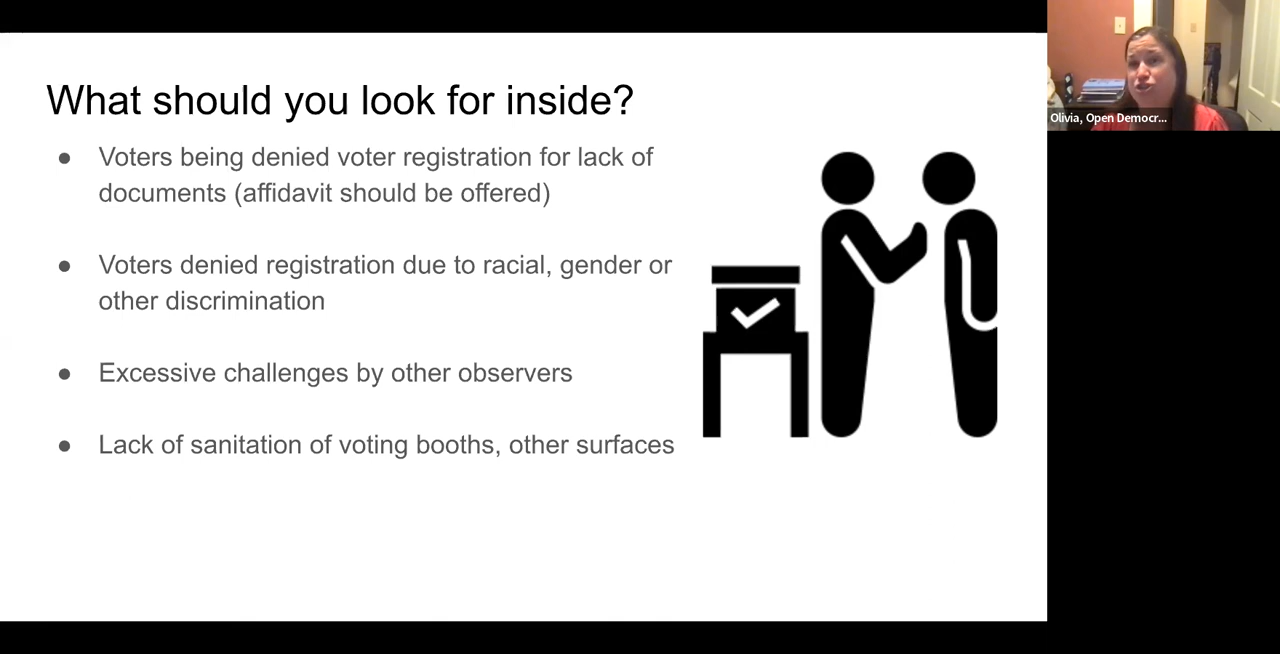 What should you look for inside?
● Voters being denied voter registration for lack of
documents (affidavit should be offered)
● Voters denied registration due to racial, gender or
other discrimination
● Excessive challenges by other observers
● Lack of sanitation of voting booths, other surfaces
Olivia, Open Democr...